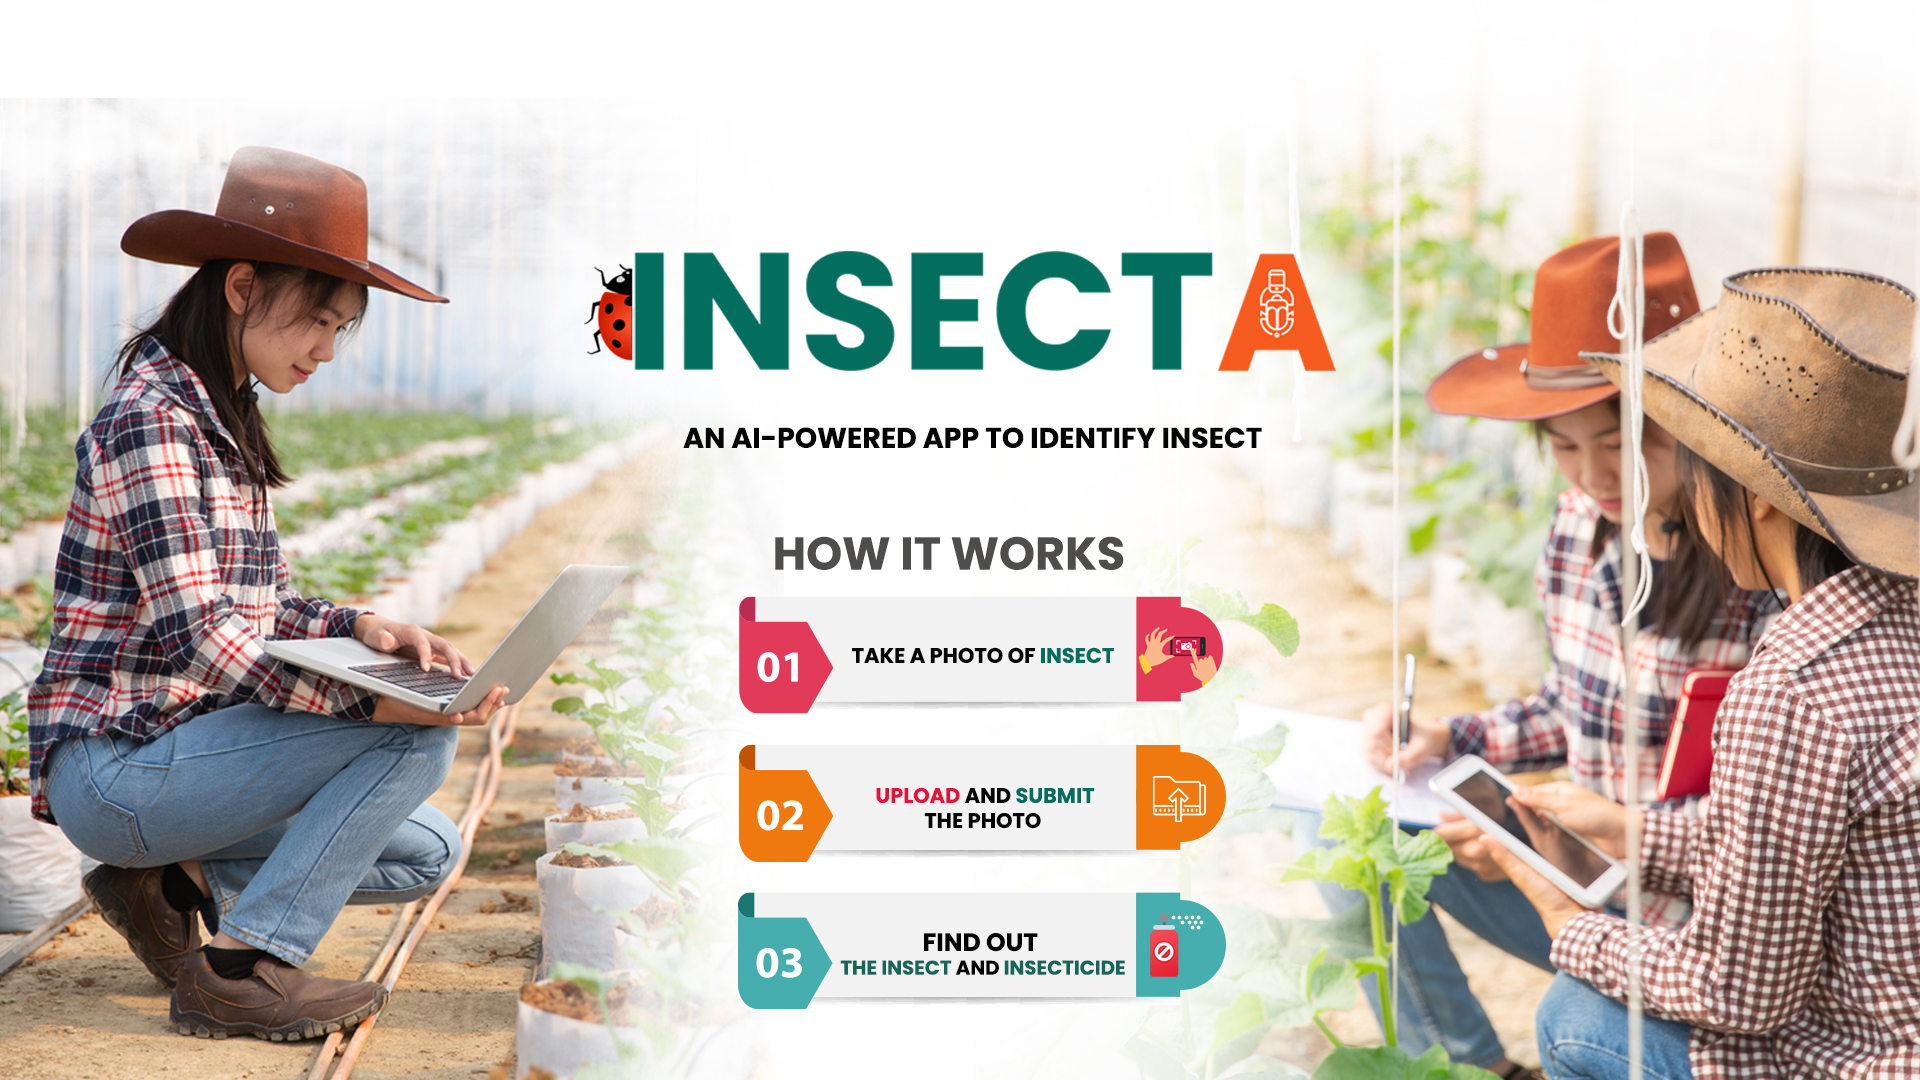 INSECTA
AN AI-POWERED APP TO IDENTIFY INSECT
HOW IT WORKS
01
TAKE A PHOTO OF INSECT
02
UPLOAD AND SUBMIT
THE PHOTO
03
FIND OUT
THE INSECT AND INSECTICIDE